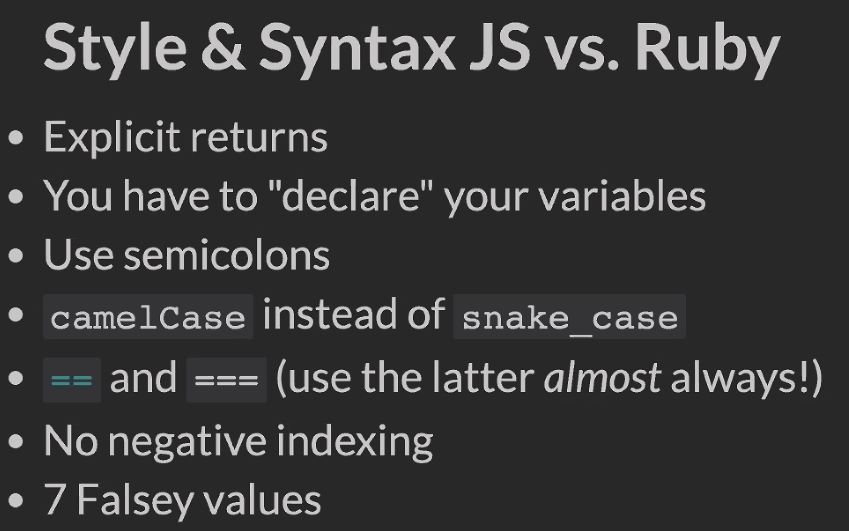 Style & Syntax JS vs. Ruby
• Explicit returns
• You have to "declare" your variables
• Use semicolons
• camelCase instead of snake_case
• == and === (use the latter almost always!)
• No negative indexing
• 7 Falsey values